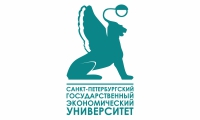 САНКТ-ПЕТЕРБУРГСКИЙ
ГОСУДАРСТВЕННЫЙ
ЭКОНОМИЧЕСКИЙ
УНИВЕРСИТЕТ